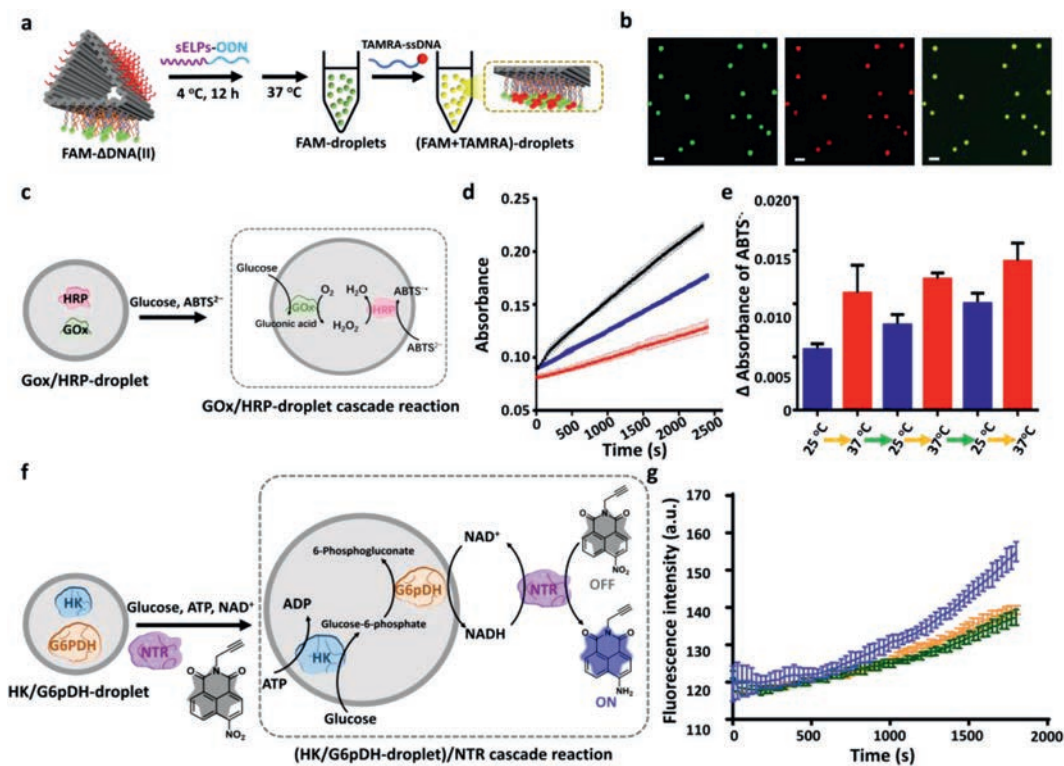 a
sELPs-ODN
4 °C, 12 h
37 °C
TAMRA-ssDNA
FAM-ΔDNA(II)
FAM-droplets
(FAM+TAMRA)-droplets
b
c
HRP
GOx
Gox/HRP-droplet
Glucose, ABTS²⁻
Glucose
GOx
Gluconic acid
O₂
H₂O₂
H₂O
HRP
ABTS⁻·
ABTS²⁻
GOx/HRP-droplet cascade reaction
d
Absorbance
0.25
0.20
0.15
0.10
0.05
0
500
1000
1500
2000
2500
Time (s)
e
Δ Absorbance of ABTS⁻·
0.020
0.015
0.010
0.005
0
25 °C
37°C
25 °C
37°C
25 °C
37°C
f
HK
G6PDH
HK/G6pDH-droplet
Glucose, ATP, NAD⁺
NTR
O
N
O
NO₂
6-Phosphogluconate
G6pDH
ADP
Glucose-6-phosphate
HK
ATP
Glucose
NAD⁺
NADH
NTR
O
N
O
NO₂
OFF
O
N
O
NH₂
ON
(HK/G6pDH-droplet)/NTR cascade reaction
g
Fluorescence intensity (a.u.)
170
160
150
140
130
120
110
0
500
1000
1500
2000
Time (s)